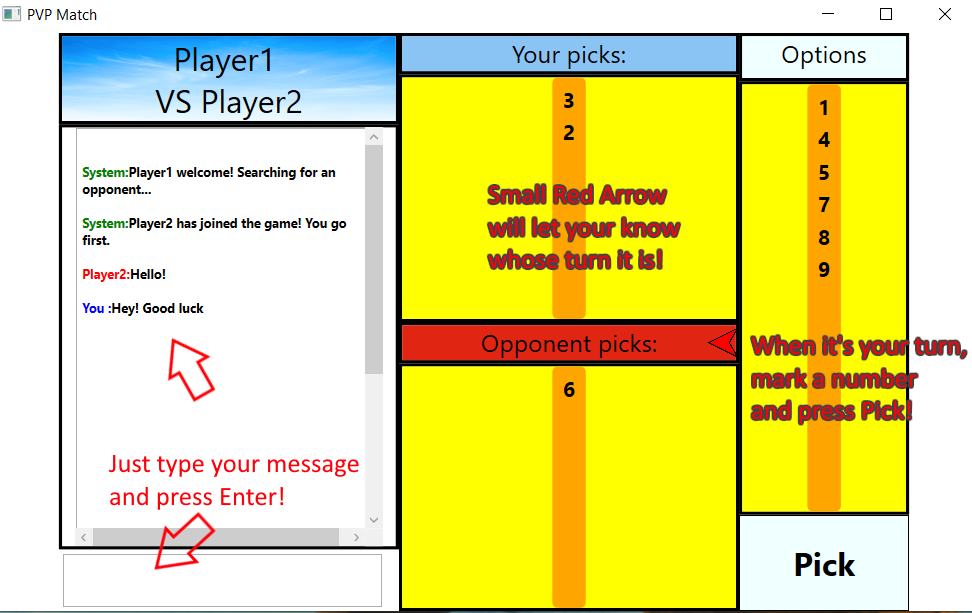 PVP Match
Player1
VS Player2
System:Player1 welcome! Searching for an
opponent...
System:Player2 has joined the game! You go
first.
Player2:Hello!
You :Hey! Good luck
Just type your message
and press Enter!
Your picks:
3
2
Small Red Arrow
will let your know
whose turn it is!
Opponent picks:
6
Options
1
4
5
7
8
9
When it's your turn,
mark a number
and press Pick!
Pick